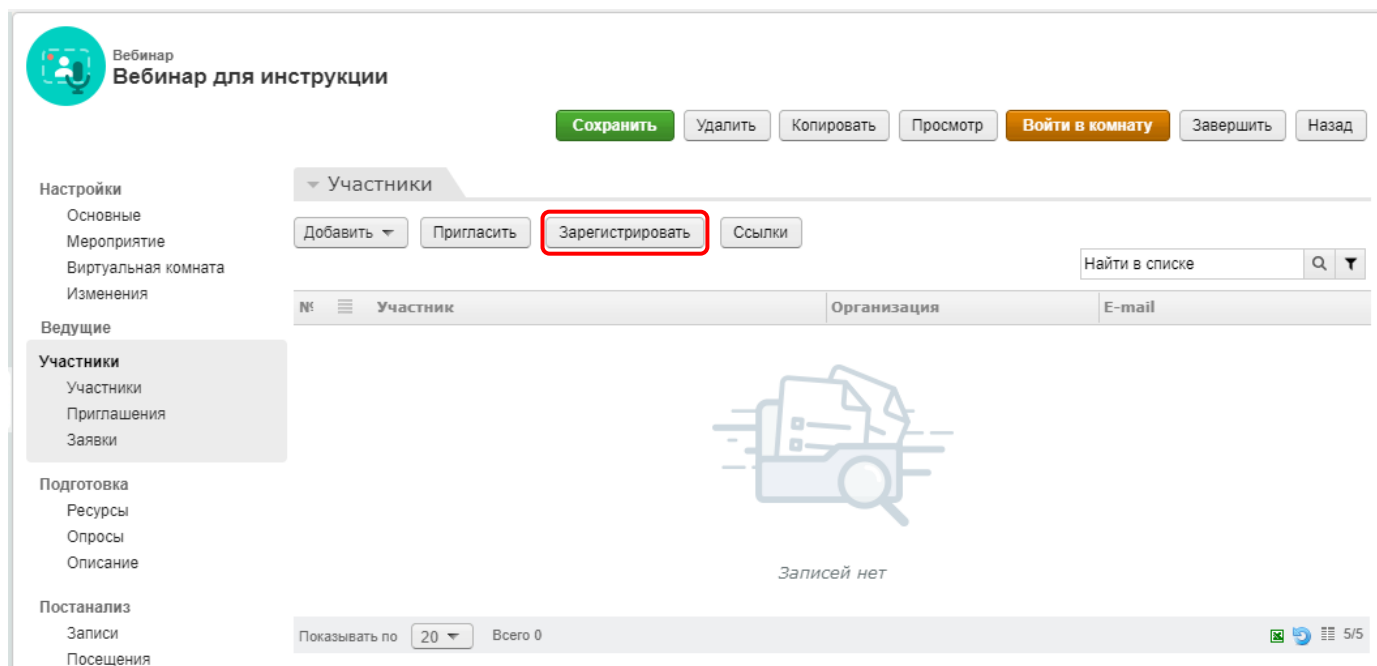 Вебинар
Вебинар для инструкции
Сохранить Удалить Копировать Просмотр Войти в комнату Завершить Назад
Настройки
Основные
Мероприятие
Виртуальная комната
Изменения
Ведущие
Участники
Участники
Приглашения
Заявки
Подготовка
Ресурсы
Опросы
Описание
Постанализ
Записи
Посещения
Участники
Добавить Пригласить Зарегистрировать Ссылки
Найти в списке
№ Участник Организация E-mail
Записей нет
Показывать по 20 Всего 0 5/5